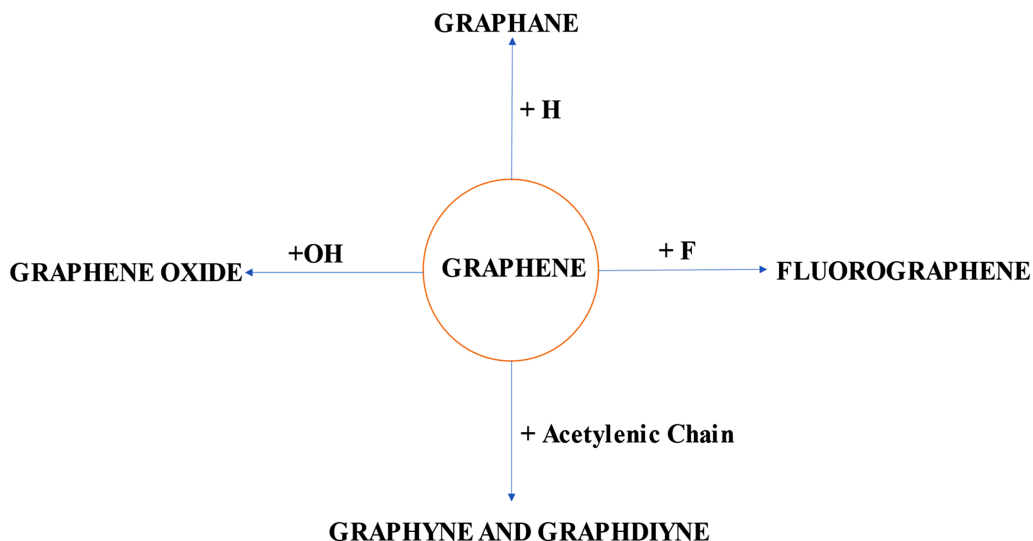 GRAPHANE
+ H
GRAPHENE OXIDE
+OH
GRAPHENE
+ F
FLUOROGRAPHENE
+ Acetylenic Chain
GRAPHYNE AND GRAPHDIYNE